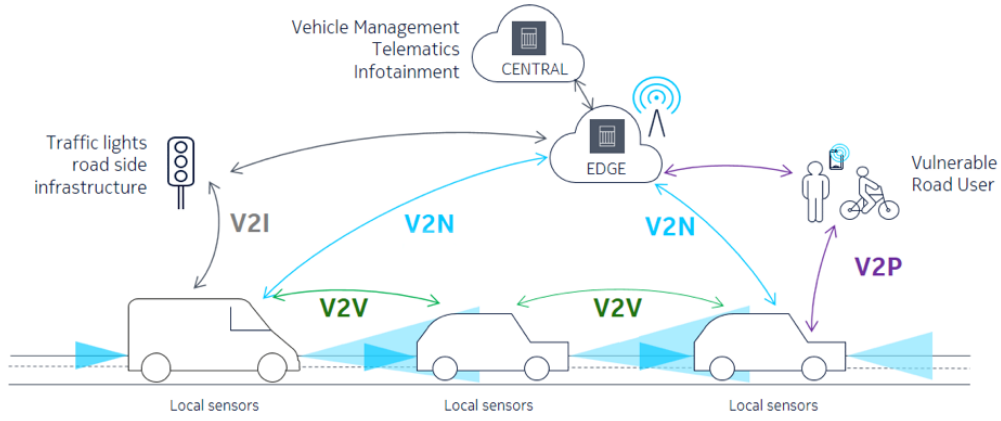 Vehicle Management
Telematics
Infotainment
CENTRAL
Traffic lights
road side
infrastructure
EDGE
Vulnerable
Road User
V2I
V2N
V2N
V2P
V2V
V2V
Local sensors
Local sensors
Local sensors